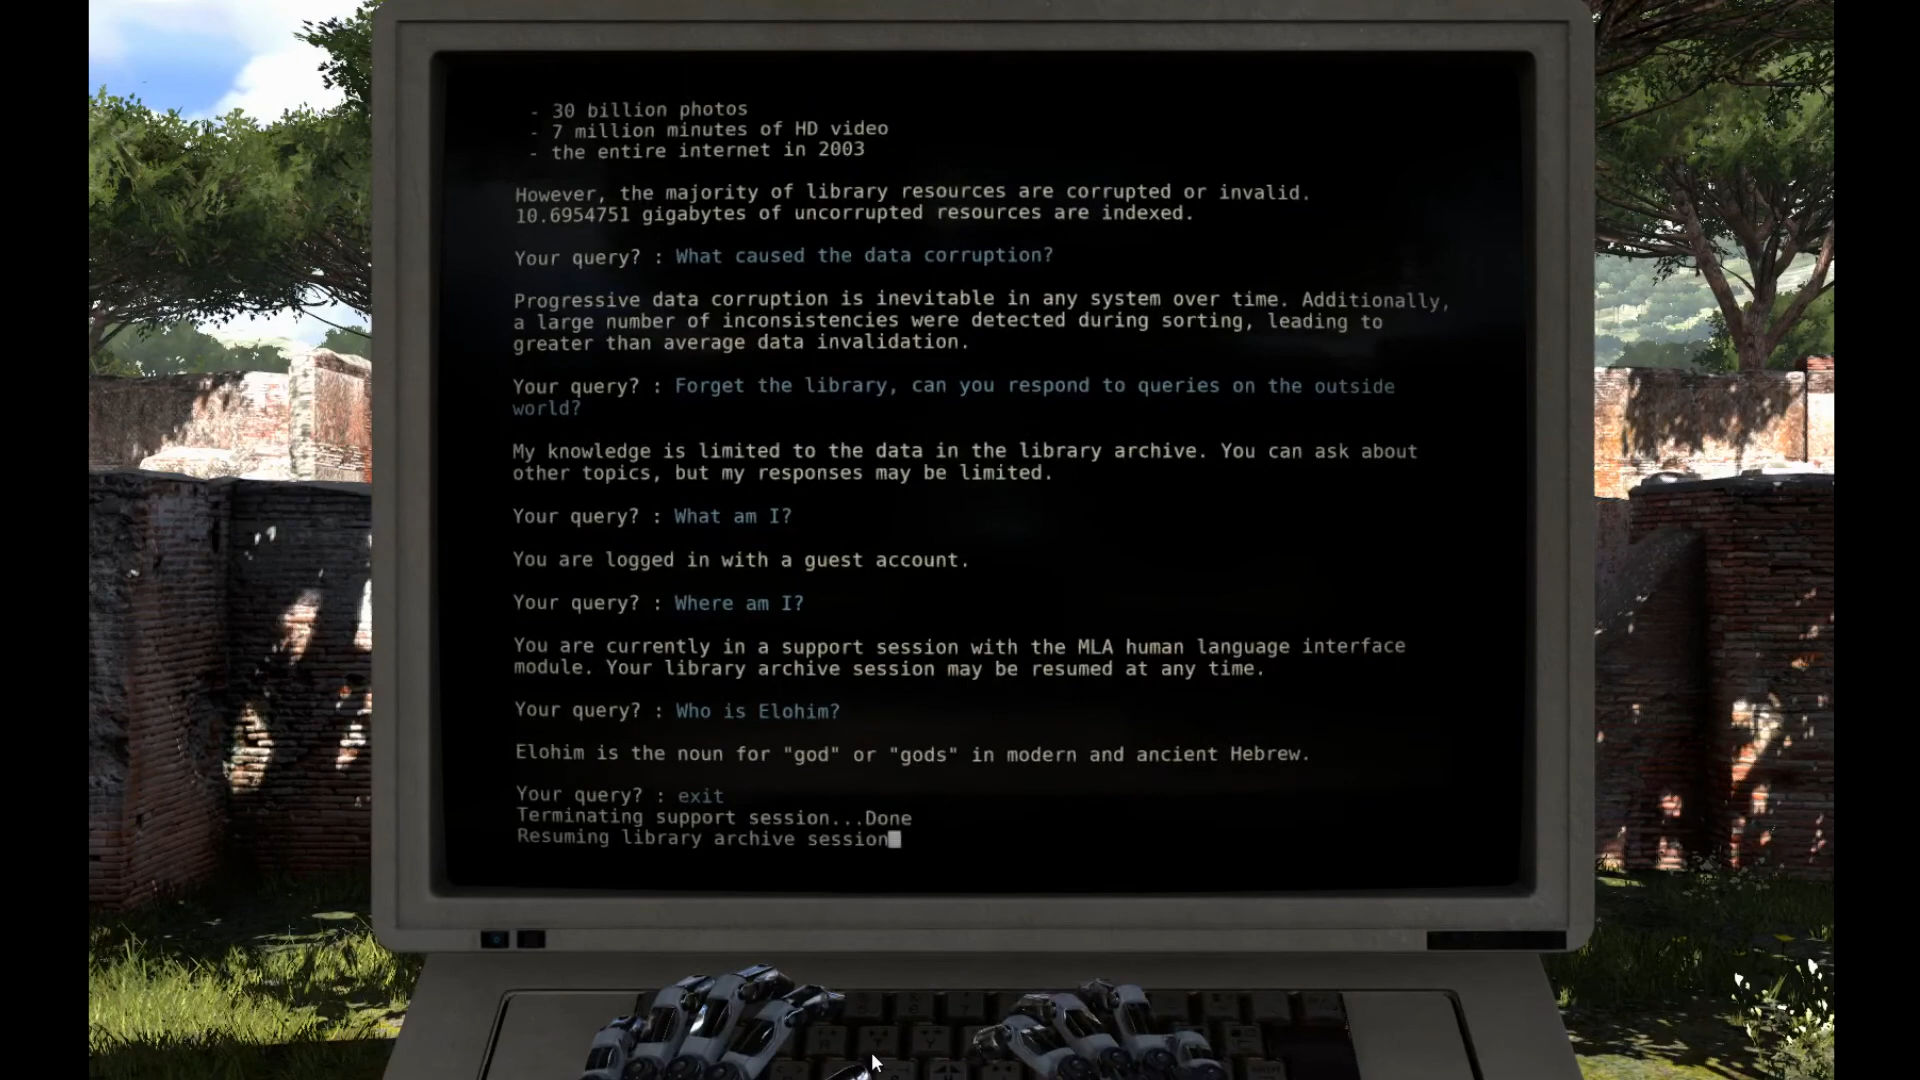 - 30 billion photos
- 7 million minutes of HD video
- the entire internet in 2003
However, the majority of library resources are corrupted or invalid.
10.6954751 gigabytes of uncorrupted resources are indexed.
Your query? : What caused the data corruption?
Progressive data corruption is inevitable in any system over time. Additionally,
a large number of inconsistencies were detected during sorting, leading to
greater than average data invalidation.
Your query? : Forget the library, can you respond to queries on the outside
world?
My knowledge is limited to the data in the library archive. You can ask about
other topics, but my responses may be limited.
Your query? : What am I?
You are logged in with a guest account.
Your query? : Where am I?
You are currently in a support session with the MLA human language interface
module. Your library archive session may be resumed at any time.
Your query? : Who is Elohim?
Elohim is the noun for "god" or "gods" in modern and ancient Hebrew.
Your query? : exit
Terminating support session...Done
Resuming library archive session